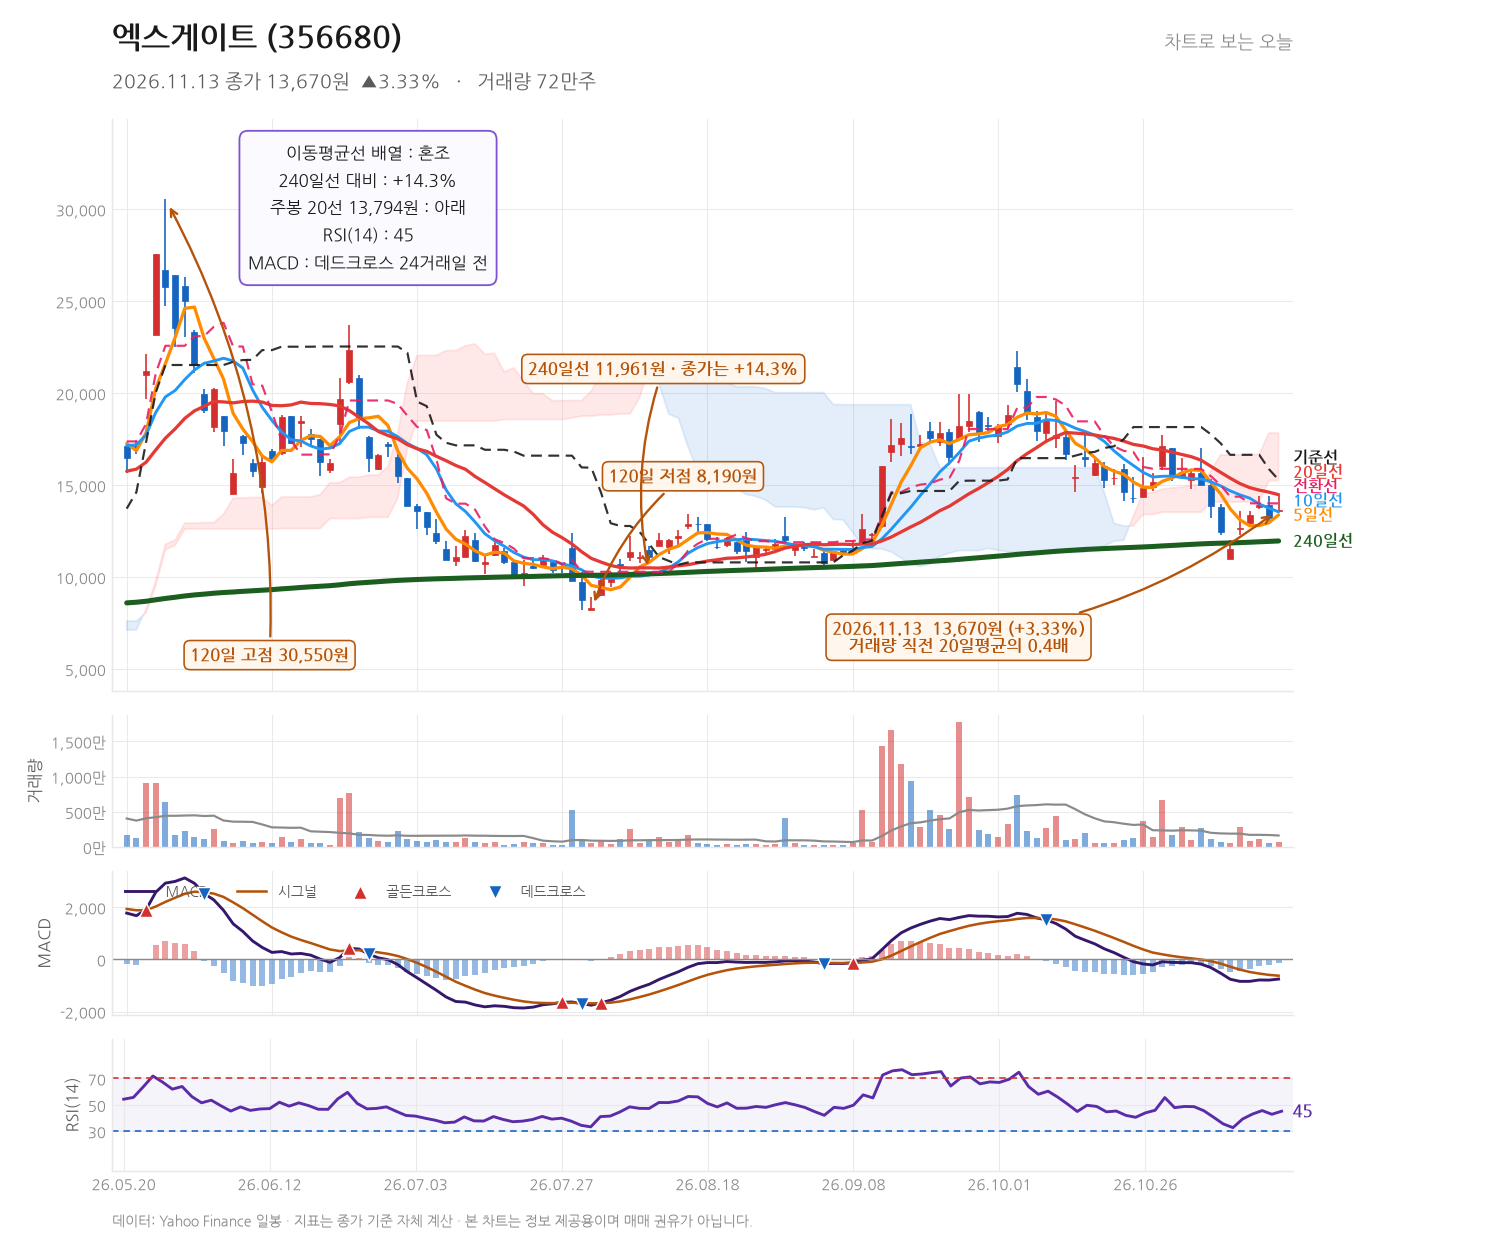 엑스게이트 (356680)
차트로 보는 오늘
2026.11.13 종가 13,670원 ▲3.33% · 거래량 72만주
이동평균선 배열 : 혼조
240일선 대비 : +14.3%
주봉 20선 13,794원 : 아래
RSI(14) : 45
MACD : 데드크로스 24거래일 전
30,000
25,000
20,000
15,000
10,000
5,000
240일선 11,961원 · 종가는 +14.3%
120일 저점 8,190원
120일 고점 30,550원
2026.11.13 13,670원 (+3.33%)
거래량 직전 20일평균의 0.4배
기준선
20일선
전환선
10일선
5일선
240일선
거래량
1,500만
1,000만
500만
0만
MACD
MACD
시그널
골든크로스
데드크로스
2,000
0
-2,000
RSI(14)
70
50
30
45
26.05.20
26.06.12
26.07.03
26.07.27
26.08.18
26.09.08
26.10.01
26.10.26
데이터: Yahoo Finance 일봉 · 지표는 종가 기준 자체 계산 · 본 차트는 정보 제공용이며 매매 권유가 아닙니다.